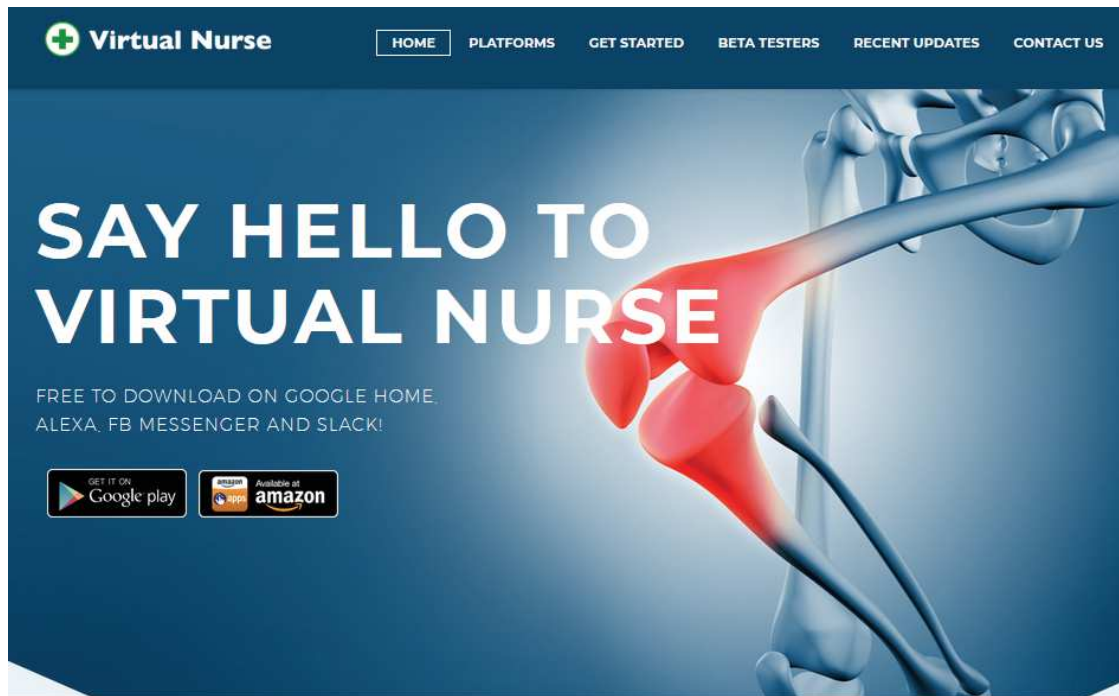 Virtual Nurse
HOME PLATFORMS GET STARTED BETA TESTERS RECENT UPDATES CONTACT US
SAY HELLO TO
VIRTUAL NURSE
FREE TO DOWNLOAD ON GOOGLE HOME,
ALEXA, FB MESSENGER AND SLACK!
GET IT ON
Google play
amazon
apps
Available at
amazon